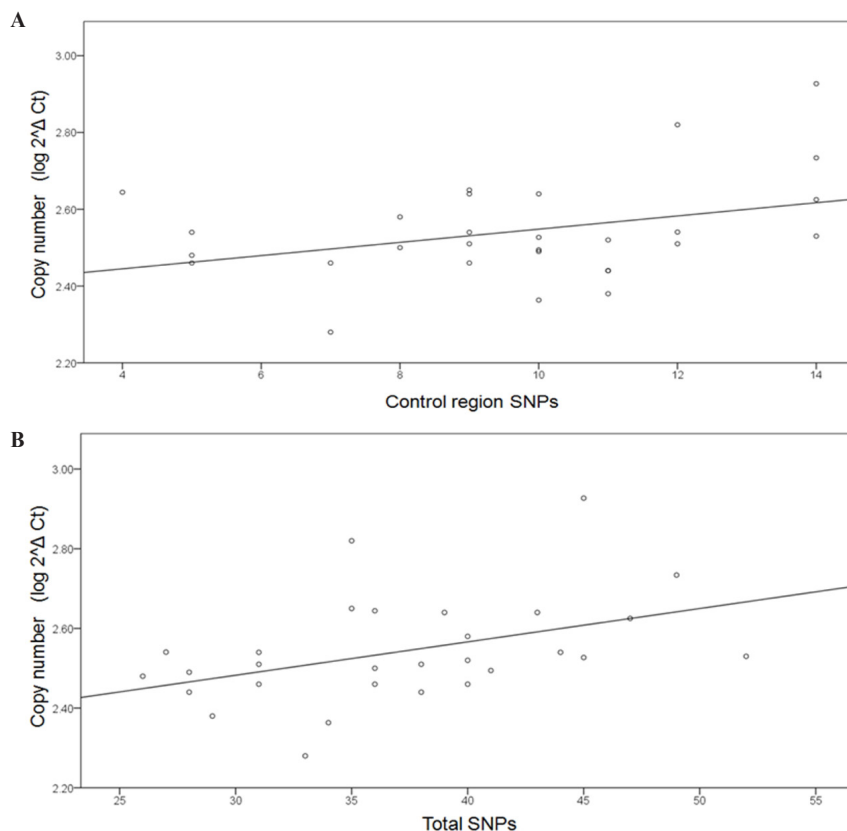 A
3.00
2.80
2.60
2.40
2.20
Copy number (log 2^Δ Ct)
4 6 8 10 12 14
Control region SNPs
B
3.00
2.80
2.60
2.40
2.20
Copy number (log 2^Δ Ct)
25 30 35 40 45 50 55
Total SNPs